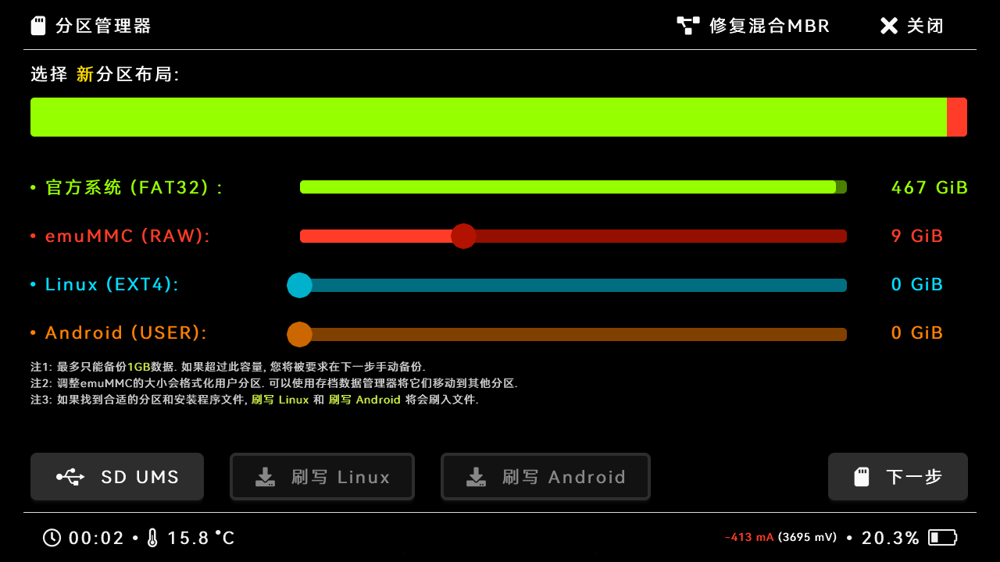 分区管理器
修复混合MBR
关闭
选择 新分区布局:
• 官方系统 (FAT32) :
467 GiB
• emuMMC (RAW):
9 GiB
• Linux (EXT4):
0 GiB
• Android (USER):
0 GiB
注1: 最多只能备份1GB数据. 如果超过此容量, 您将被要求在下一步手动备份.
注2: 调整emuMMC的大小会格式化用户分区. 可以使用存档数据管理器将它们移动到其他分区.
注3: 如果找到合适的分区和安装程序文件, 刷写 Linux 和 刷写 Android 将会刷入文件.
SD UMS
刷写 Linux
刷写 Android
下一步
00:02 • 15.8 °C
-413 mA (3695 mV) • 20.3%